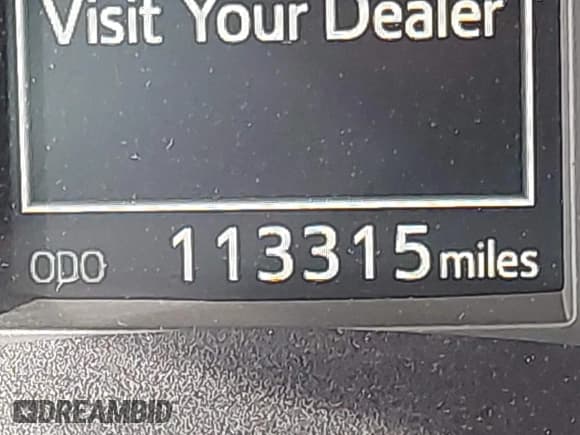 Visit Your Dealer
ODO 113315 miles
DREAMBID